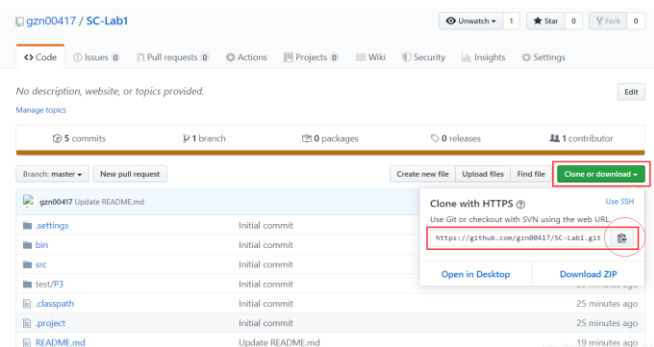 gzn00417 / SC-Lab1
Unwatch 1 Star 0 Fork 0
Code Issues 0 Pull requests 0 Actions Projects 0 Wiki Security Insights Settings
No description, website, or topics provided. Edit
Manage topics
5 commits 1 branch 0 packages 0 releases 1 contributor
Branch: master New pull request Create new file Upload files Find file Clone or download
gzn00417 Update README.md
Clone with HTTPS Use SSH
Use Git or checkout with SVN using the web URL.
https://github.com/gzn00417/SC-Lab1.git
Open in Desktop Download ZIP
.settings Initial commit
bin Initial commit
src Initial commit
test/P3 Initial commit
.classpath Initial commit 25 minutes ago
.project Initial commit 25 minutes ago
README.md Update README.md 19 minutes ago